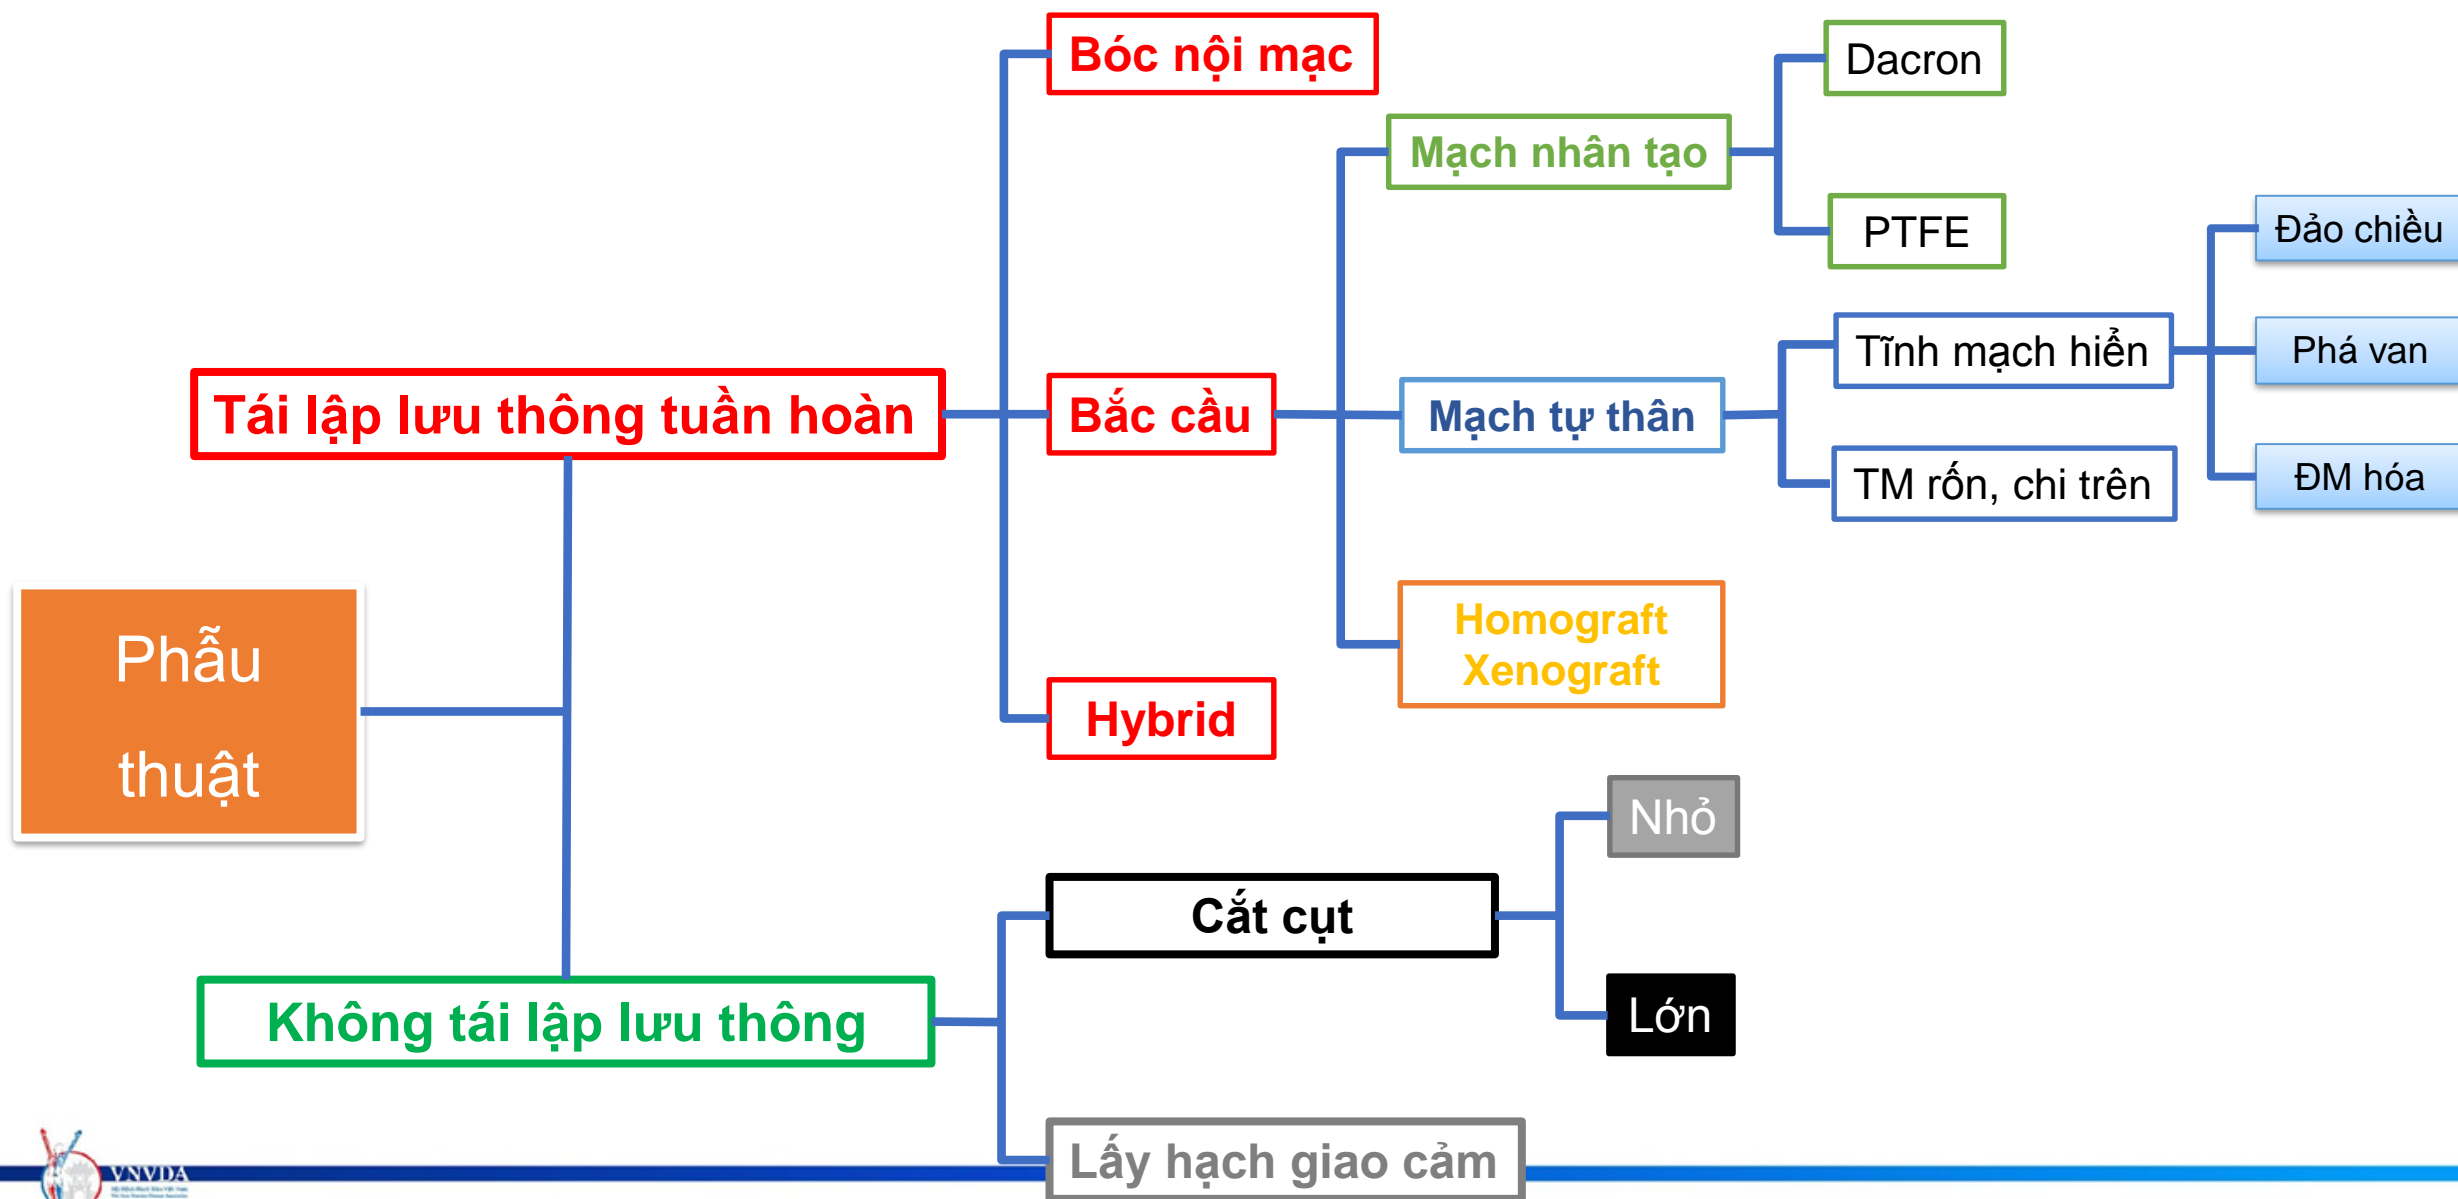 Bóc nội mạc
Dacron
Mạch nhân tạo
PTFE
Đảo chiều
Tĩnh mạch hiển
Phá van
Tái lập lưu thông tuần hoàn
Bắc cầu
Mạch tự thân
TM rốn, chi trên
ĐM hóa
Homograft
Xenograft
Phẫu
thuật
Hybrid
Nhỏ
Cắt cụt
Lớn
Không tái lập lưu thông
Lấy hạch giao cảm
VNVDA